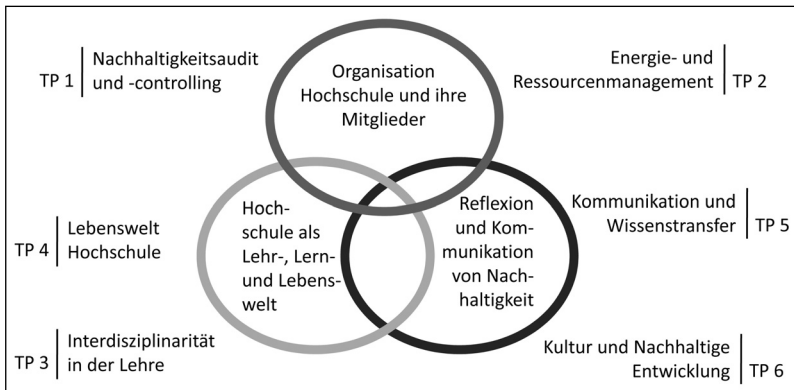 TP 1
Nachhaltigkeitsaudit
und -controlling
Organisation
Hochschule und ihre
Mitglieder
Energie- und
Ressourcenmanagement
TP 2
TP 4
Lebenswelt
Hochschule
Hoch-
schule als
Lehr-, Lern-
und Lebens-
welt
Reflexion
und Kom-
munikation
von Nach-
haltigkeit
Kommunikation und
Wissenstransfer
TP 5
TP 3
Interdisziplinarität
in der Lehre
Kultur und Nachhaltige
Entwicklung
TP 6